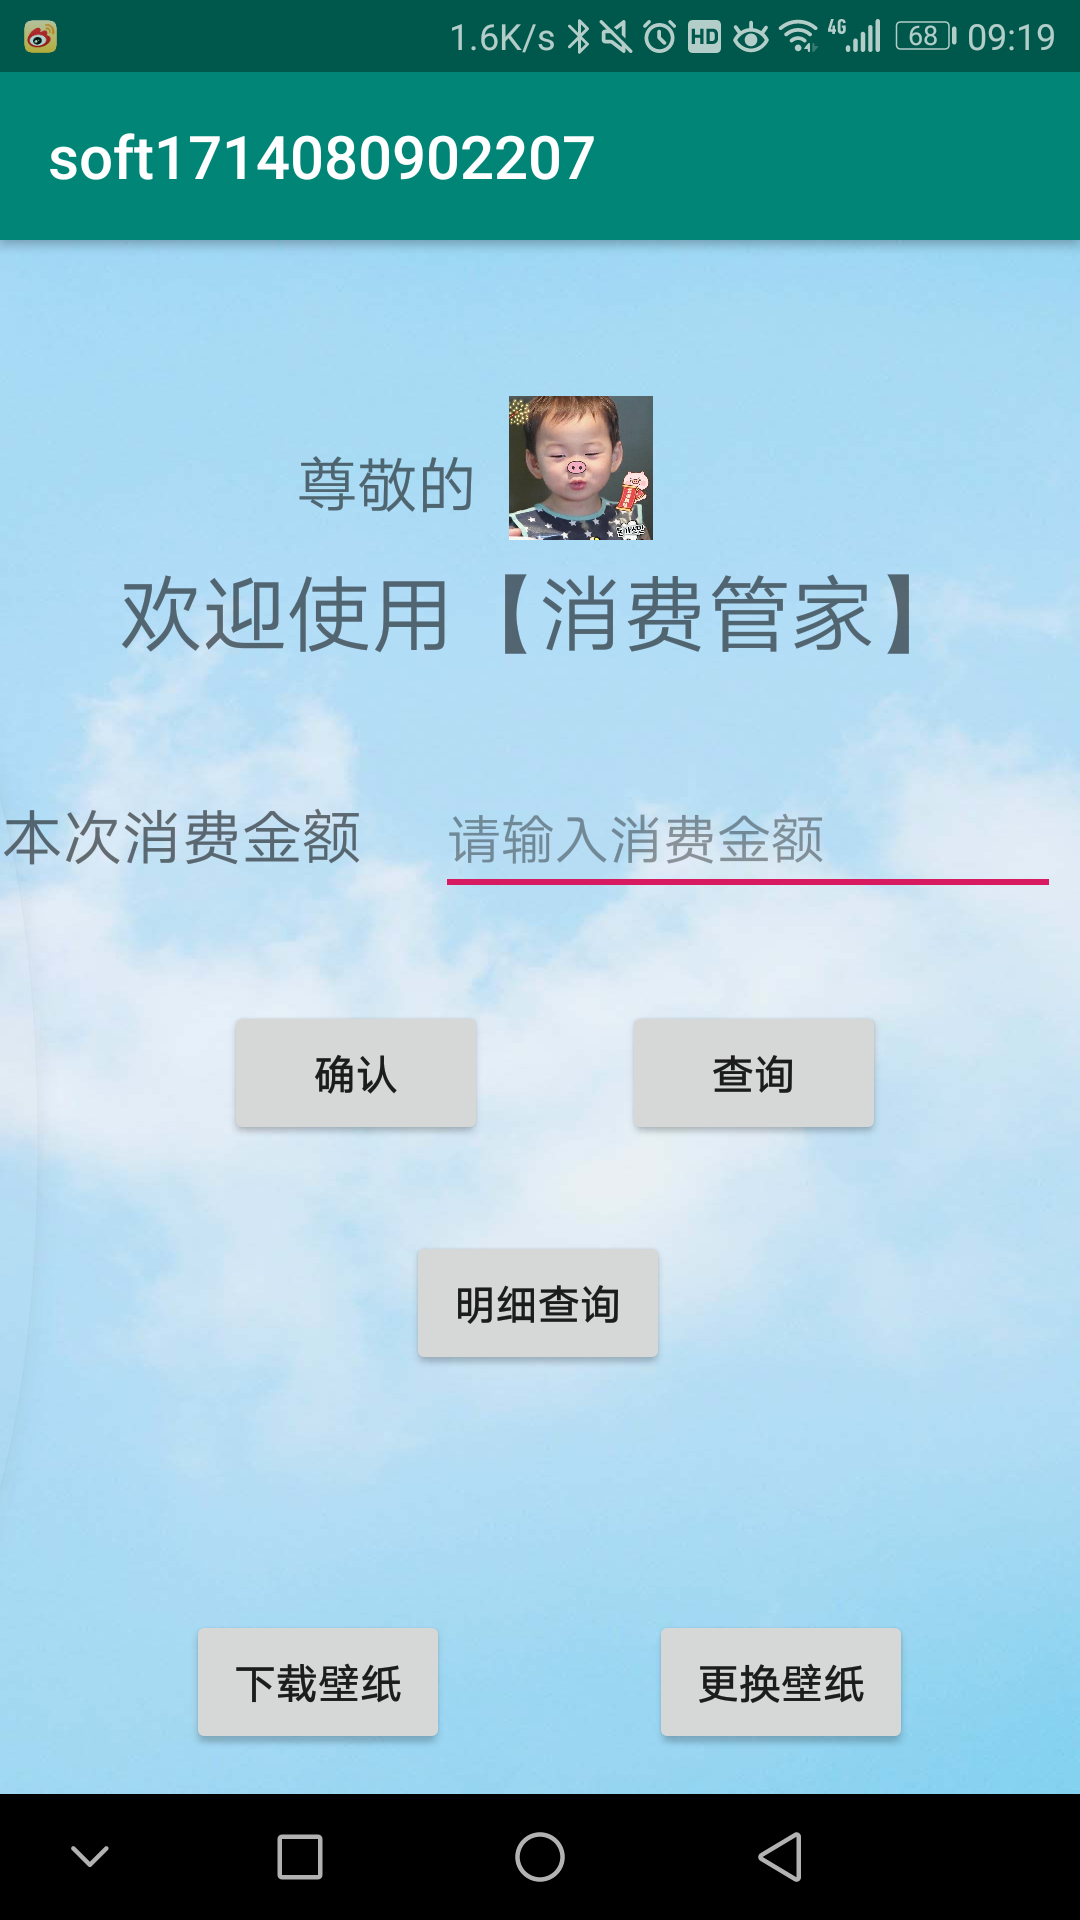 1.6K/s HD 4G 68 09:19
soft1714080902207
尊敬的
欢迎使用【消费管家】
本次消费金额 请输入消费金额
确认 查询
明细查询
下载壁纸 更换壁纸